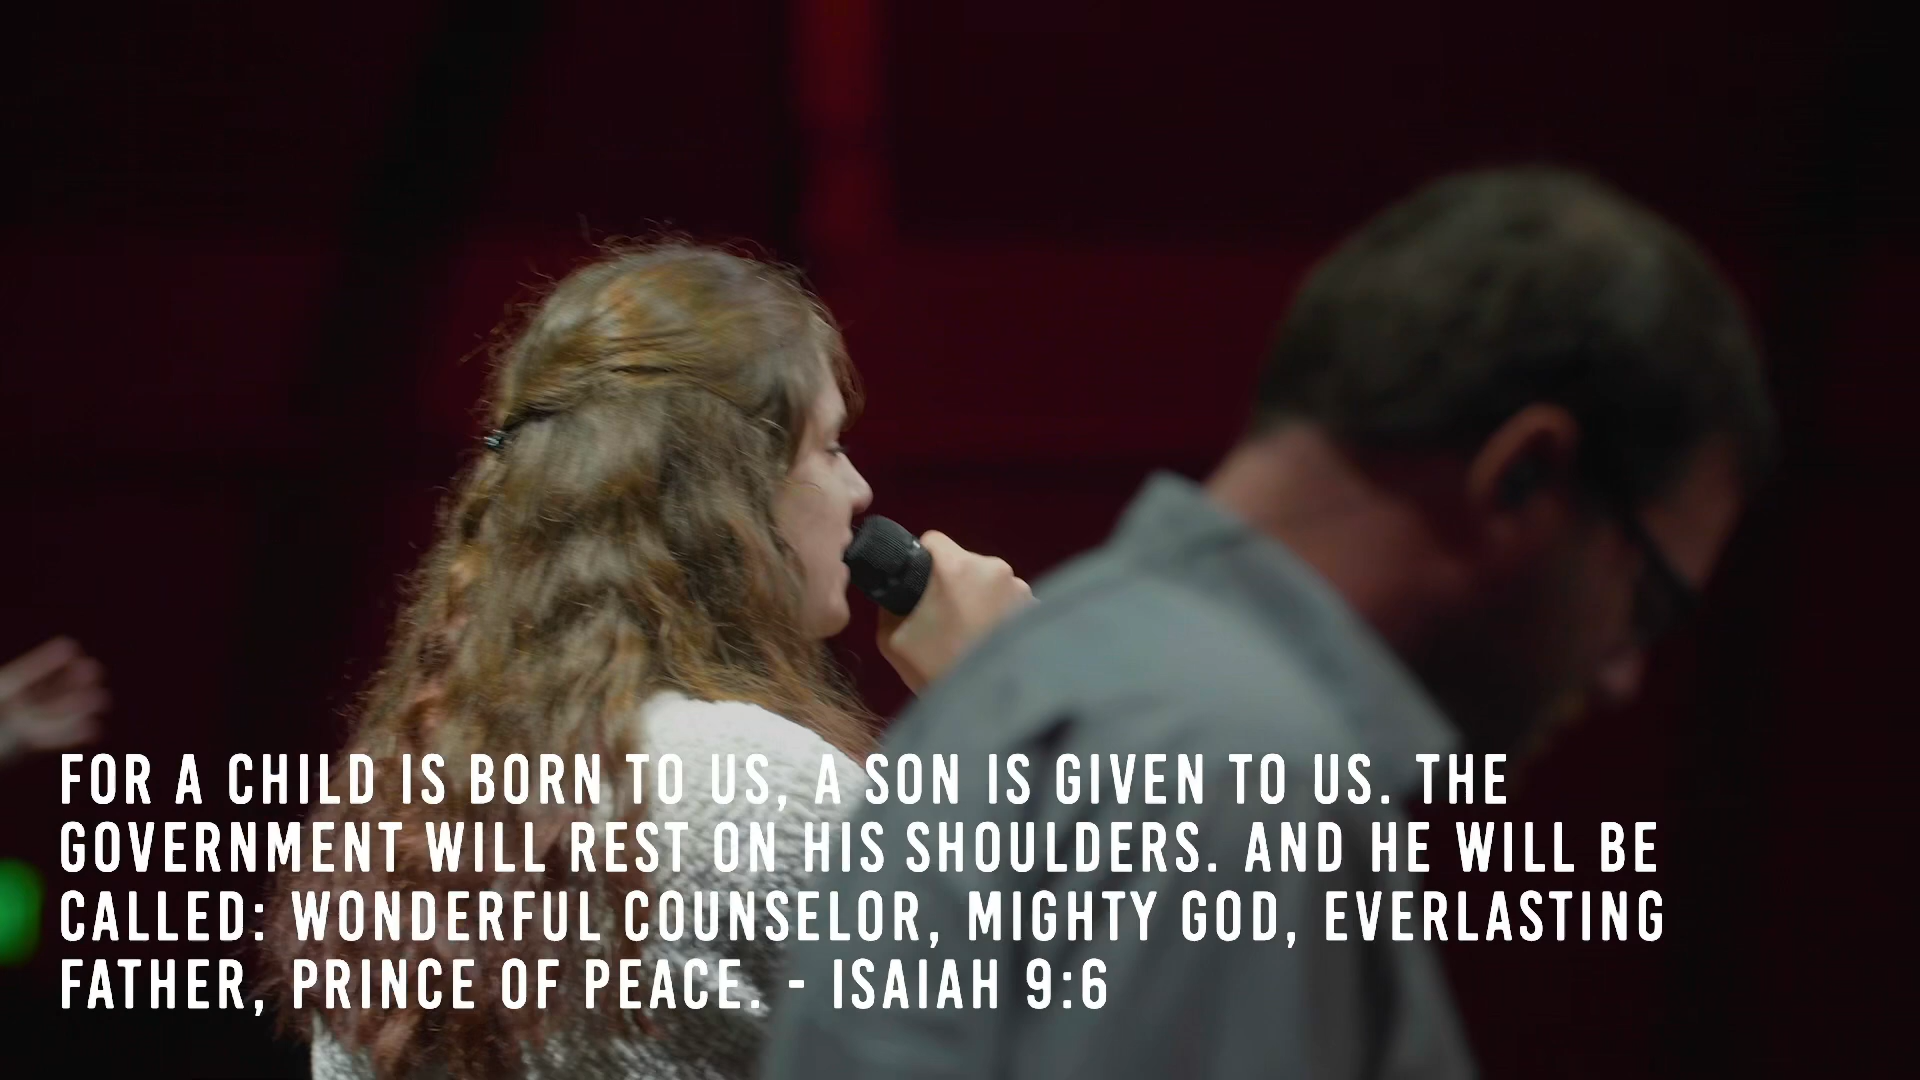 FOR A CHILD IS BORN TO US, A SON IS GIVEN TO US. THE
GOVERNMENT WILL REST ON HIS SHOULDERS. AND HE WILL BE
CALLED: WONDERFUL COUNSELOR, MIGHTY GOD, EVERLASTING
FATHER, PRINCE OF PEACE. - ISAIAH 9:6